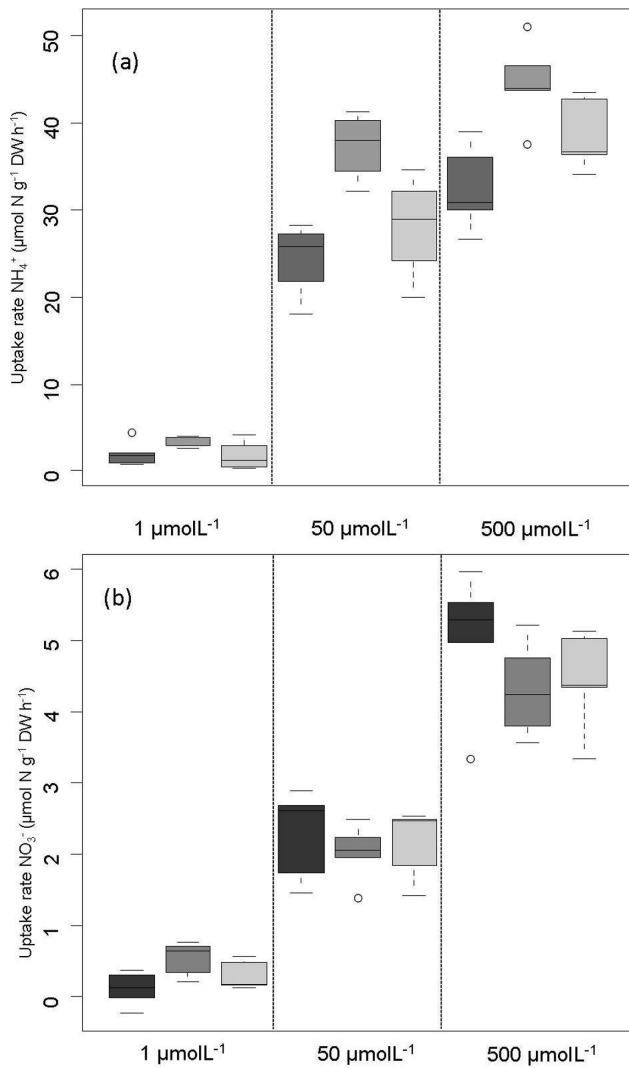 Uptake rate NH₄⁺ (µmol N g⁻¹ DW h⁻¹)
50
40
30
20
10
0
(a)
1 µmolL⁻¹ 50 µmolL⁻¹ 500 µmolL⁻¹
Uptake rate NO₃⁻ (µmol N g⁻¹ DW h⁻¹)
6
5
4
3
2
1
0
(b)
1 µmolL⁻¹ 50 µmolL⁻¹ 500 µmolL⁻¹